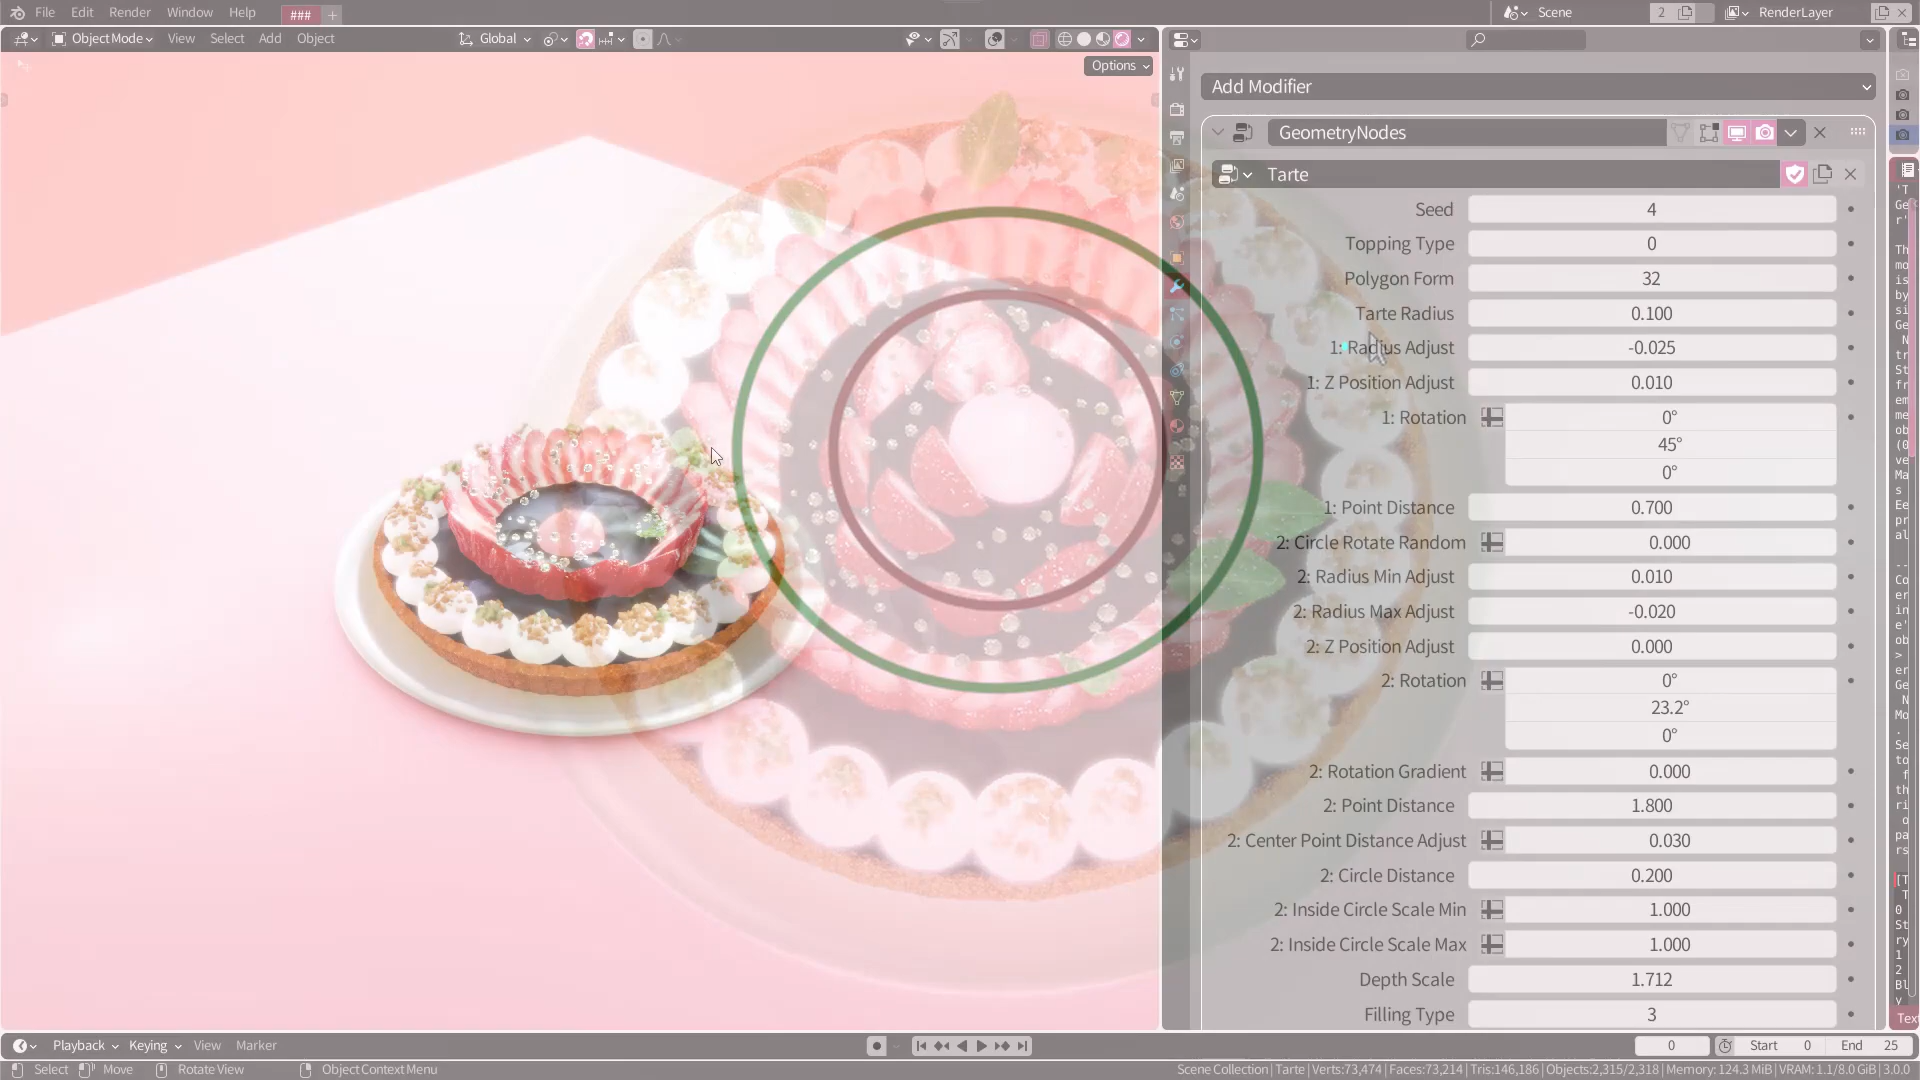 File Edit Render Window Help ### + Scene 2 RenderLayer
Object Mode View Select Add Object Global
Options
Add Modifier
GeometryNodes
Tarte
Seed 4
Topping Type 0
Polygon Form 32
Tarte Radius 0.100
1: Radius Adjust -0.025
1: Z Position Adjust 0.010
1: Rotation 0°
45°
0°
1: Point Distance 0.700
2: Circle Rotate Random 0.000
2: Radius Min Adjust 0.010
2: Radius Max Adjust -0.020
2: Z Position Adjust 0.000
2: Rotation 0°
23.2°
0°
2: Rotation Gradient 0.000
2: Point Distance 1.800
2: Center Point Distance Adjust 0.030
2: Circle Distance 0.200
2: Inside Circle Scale Min 1.000
2: Inside Circle Scale Max 1.000
Depth Scale 1.712
Filling Type 3
Playback Keying View Marker 0 Start 0 End 25
Select Move Rotate View Object Context Menu Scene Collection | Tarte | Verts:73,474 | Faces:73,214 | Tris:146,186 | Objects:2,315/2,318 | Memory: 124.3 MiB | VRAM: 1.1/8.0 GiB | 3.0.0